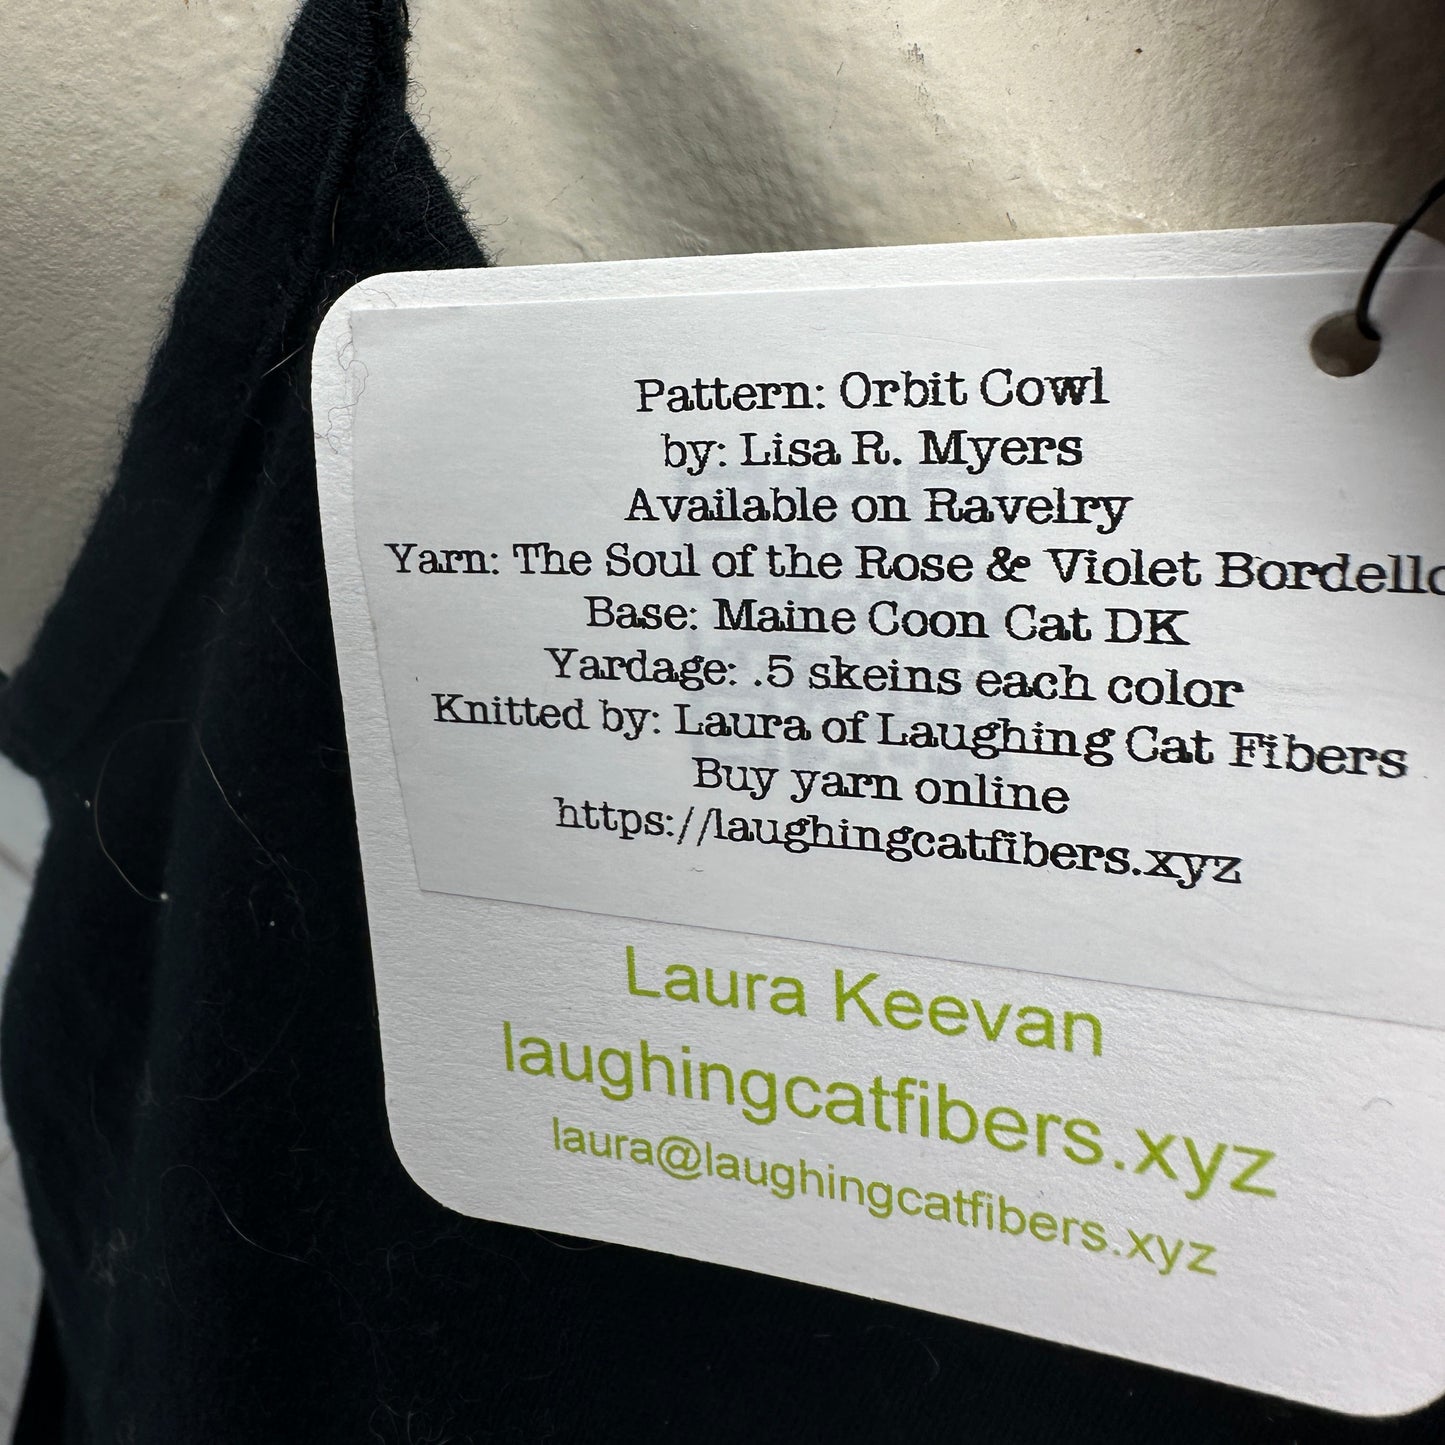 Pattern: Orbit Cowl
by: Lisa R. Myers
Available on Ravelry
Yarn: The Soul of the Rose & Violet Bordello
Base: Maine Coon Cat DK
Yardage: .5 skeins each color
Knitted by: Laura of Laughing Cat Fibers
Buy yarn online
https://laughingcatfibers.xyz
Laura Keevan
laughingcatfibers.xyz
laura@laughingcatfibers.xyz